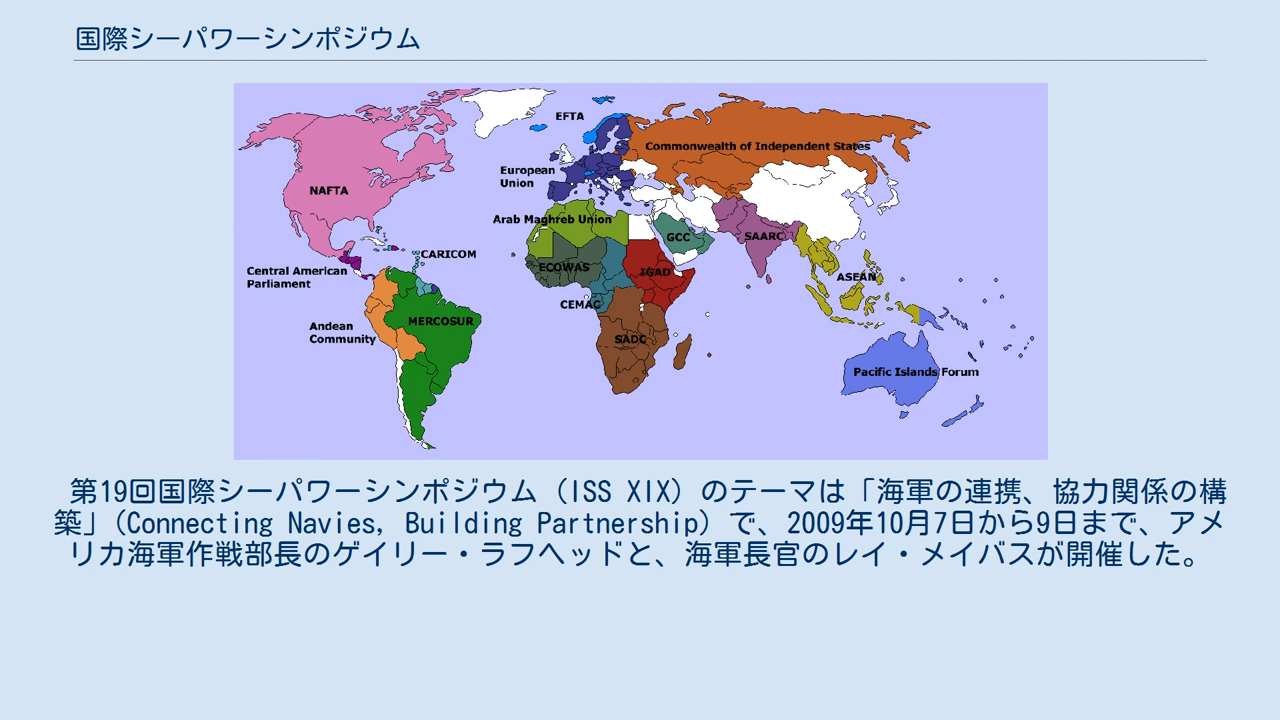 国際シーパワーシンポジウム
EFTA
Commonwealth of Independent States
European
Union
NAFTA
Arab Maghreb Union
GCC
SAARC
CARICOM
Central American
Parliament
ECOWAS
IGAD
ASEAN
CEMAC
MERCOSUR
Andean
Community
SADC
Pacific Islands Forum
第19回国際シーパワーシンポジウム（ISS XIX）のテーマは「海軍の連携、協力関係の構
築」（Connecting Navies, Building Partnership）で、2009年10月7日から9日まで、アメ
リカ海軍作戦部長のゲイリー・ラフヘッドと、海軍長官のレイ・メイバスが開催した。